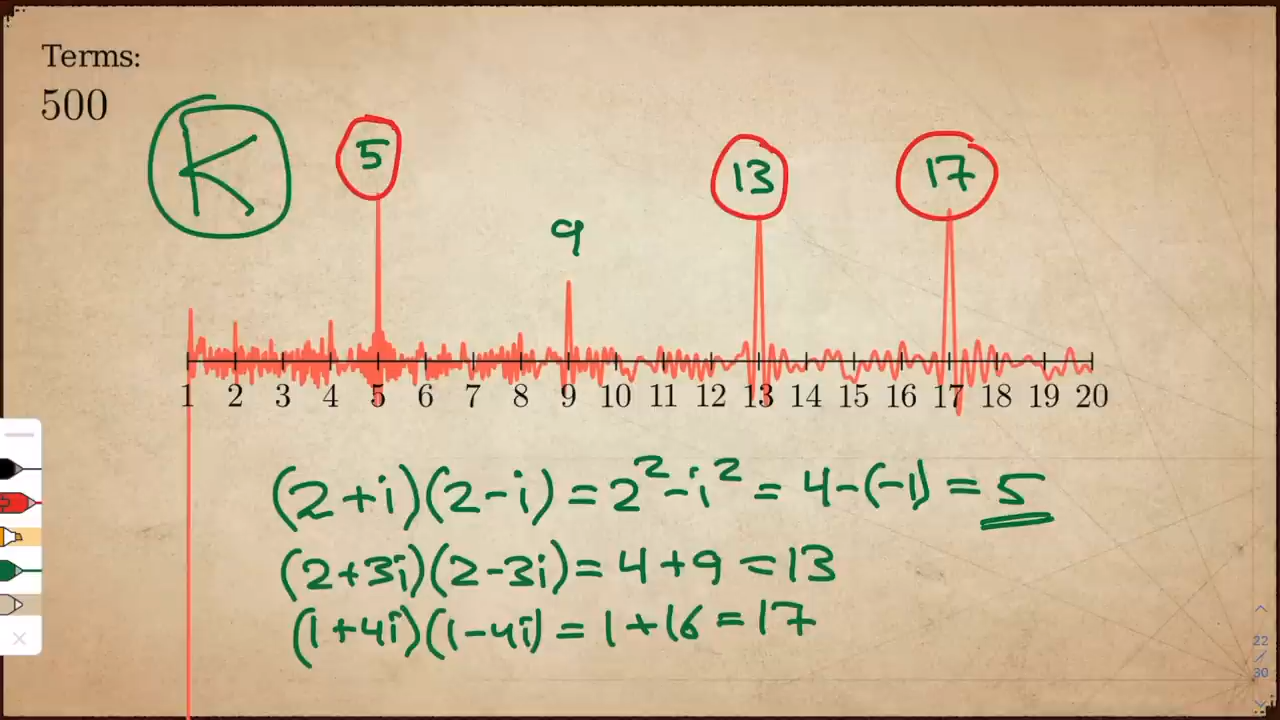 Terms:
500
K
5
13
17
9
1 2 3 4 5 6 7 8 9 10 11 12 13 14 15 16 17 18 19 20
(2+i)(2-i) = 2² - i² = 4-(-1) = 5
(2+3i)(2-3i) = 4+9 = 13
(1+4i)(1-4i) = 1+16 = 17
22
/
30